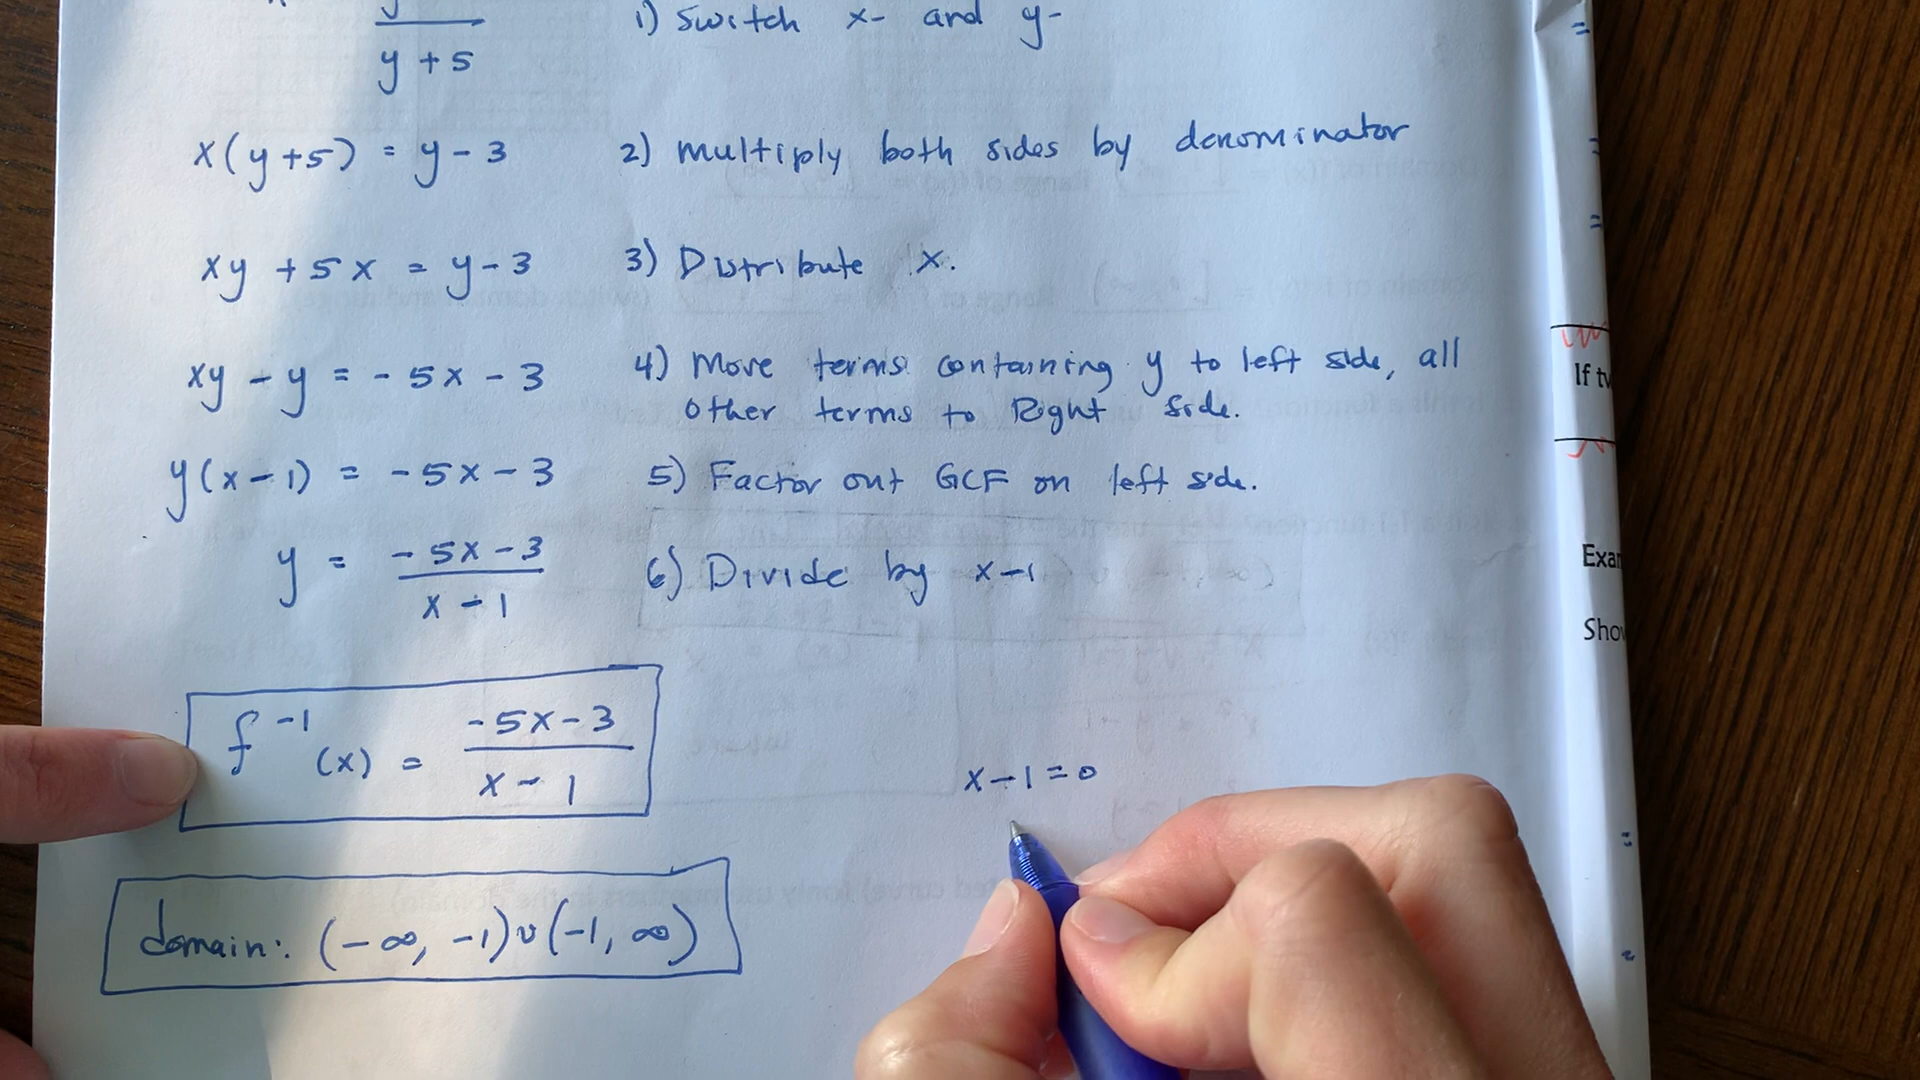 y + 5
1) Switch x- and y-
x(y+5) = y - 3
2) Multiply both sides by denominator
xy + 5x = y - 3
3) Distribute x.
xy - y = - 5x - 3
4) Move terms containing y to left side, all
other terms to Right side.
y(x - 1) = - 5x - 3
5) Factor out GCF on left side.
y = - 5x - 3
x - 1
6) Divide by x-1
f -1 (x) = -5x-3
x - 1
x-1=0
domain: (-∞, -1)∪(-1, ∞)
If